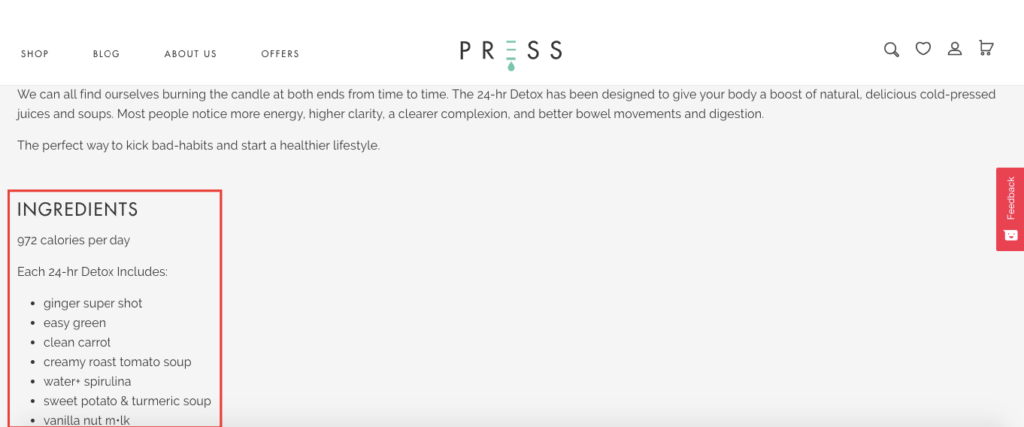 SHOP BLOG ABOUT US OFFERS PRESS
We can all find ourselves burning the candle at both ends from time to time. The 24-hr Detox has been designed to give your body a boost of natural, delicious cold-pressed
juices and soups. Most people notice more energy, higher clarity, a clearer complexion, and better bowel movements and digestion.
The perfect way to kick bad-habits and start a healthier lifestyle.
Feedback
INGREDIENTS
972 calories per day
Each 24-hr Detox Includes:
• ginger super shot
• easy green
• clean carrot
• creamy roast tomato soup
• water+ spirulina
• sweet potato & turmeric soup
• vanilla nut m•lk